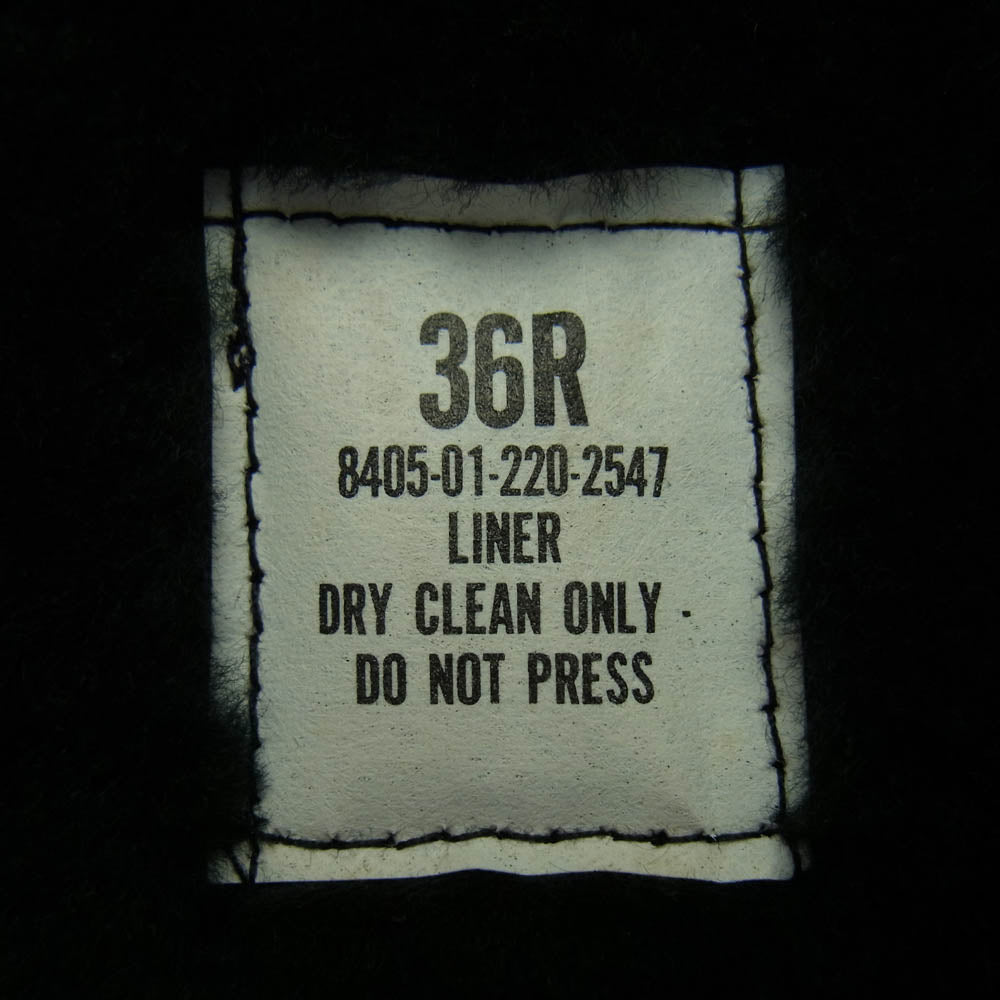 36R
8405-01-220-2547
LINER
DRY CLEAN ONLY -
DO NOT PRESS